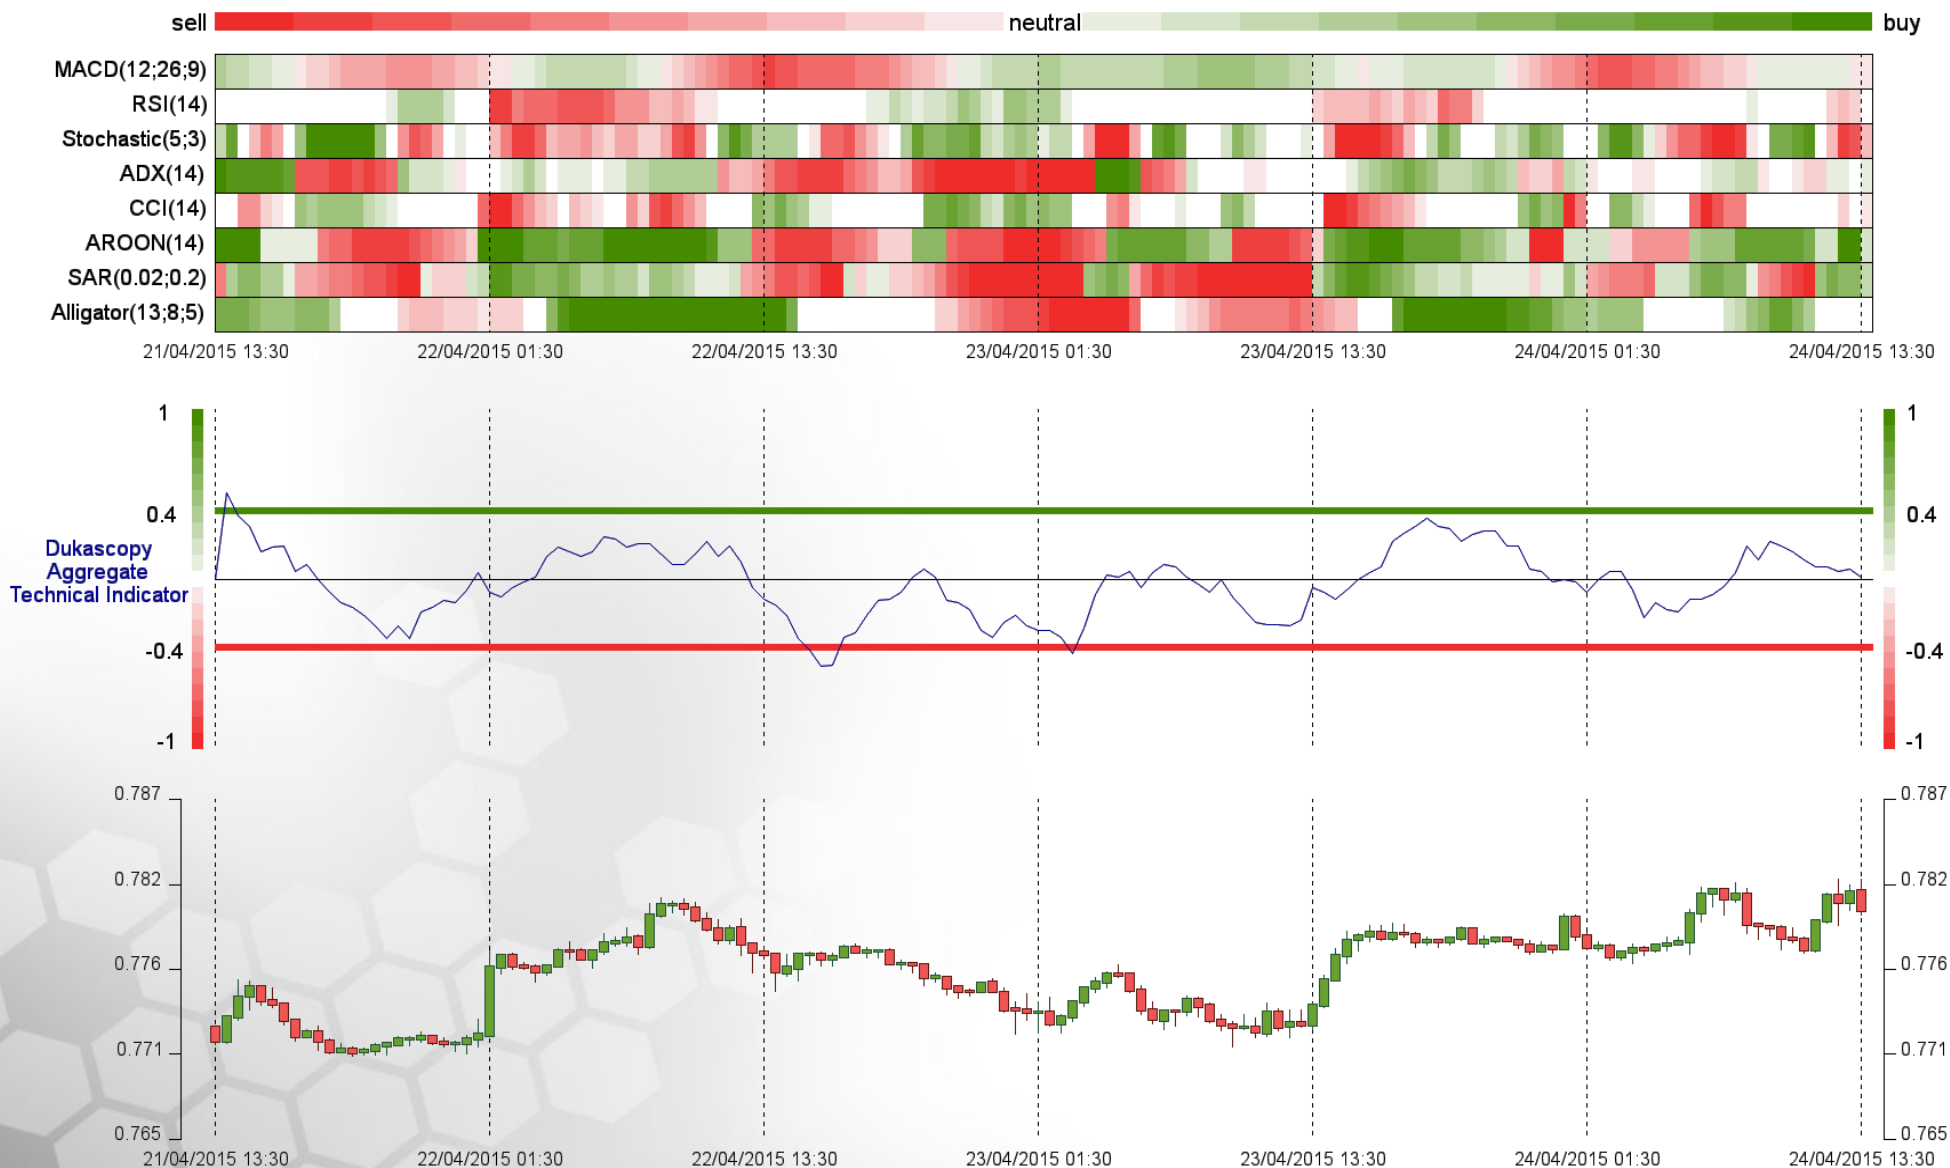 sell neutral buy
MACD(12;26;9)
RSI(14)
Stochastic(5;3)
ADX(14)
CCI(14)
AROON(14)
SAR(0.02;0.2)
Alligator(13;8;5)
21/04/2015 13:30 22/04/2015 01:30 22/04/2015 13:30 23/04/2015 01:30 23/04/2015 13:30 24/04/2015 01:30 24/04/2015 13:30
1 1
0.4 0.4
Dukascopy
Aggregate
Technical Indicator
-0.4 -0.4
-1 -1
0.787 0.787
0.782 0.782
0.776 0.776
0.771 0.771
0.765 0.765
21/04/2015 13:30 22/04/2015 01:30 22/04/2015 13:30 23/04/2015 01:30 23/04/2015 13:30 24/04/2015 01:30 24/04/2015 13:30